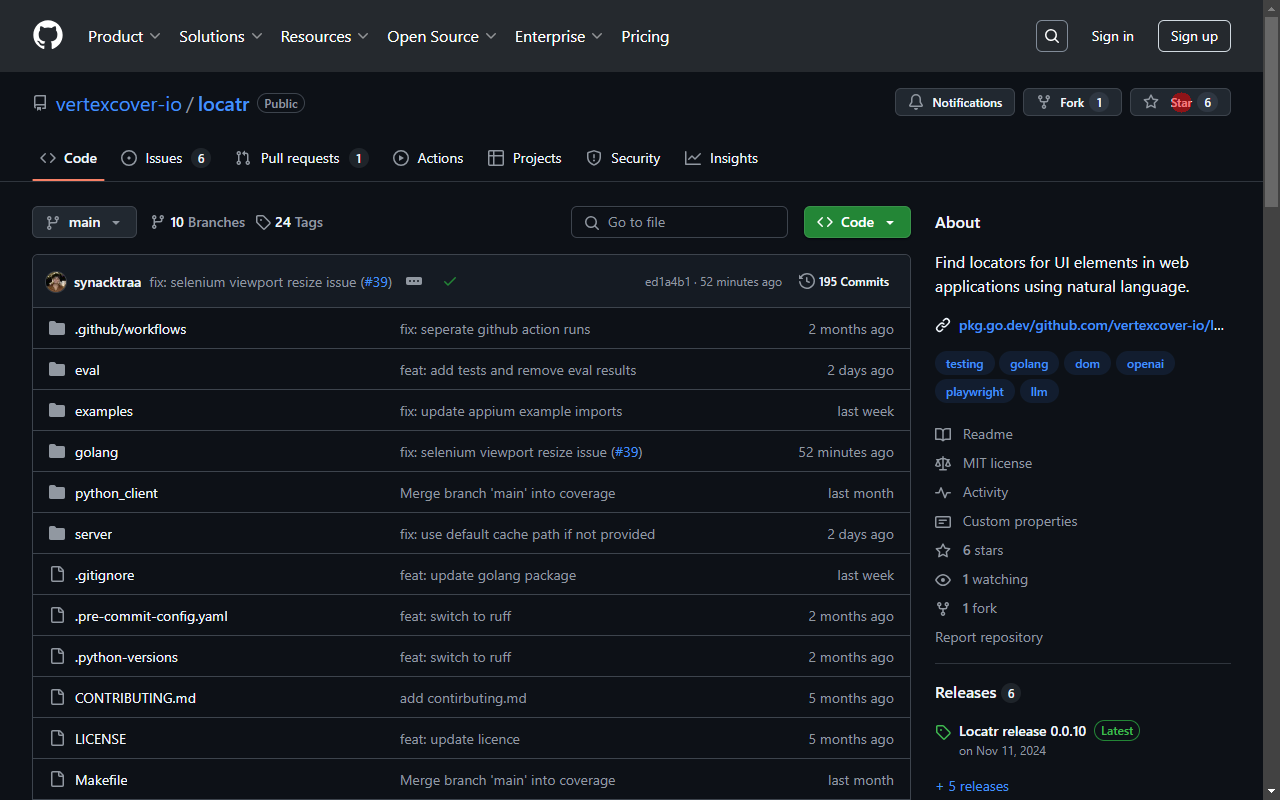 Product Solutions Resources Open Source Enterprise Pricing Sign in Sign up
vertexcover-io / locatr Public Notifications Fork 1 Star 6
Code Issues 6 Pull requests 1 Actions Projects Security Insights
main 10 Branches 24 Tags Go to file Code
synacktraa fix: selenium viewport resize issue (#39) ed1a4b1 · 52 minutes ago 195 Commits
.github/workflows fix: seperate github action runs 2 months ago
eval feat: add tests and remove eval results 2 days ago
examples fix: update appium example imports last week
golang fix: selenium viewport resize issue (#39) 52 minutes ago
python_client Merge branch 'main' into coverage last month
server fix: use default cache path if not provided 2 days ago
.gitignore feat: update golang package last week
.pre-commit-config.yaml feat: switch to ruff 2 months ago
.python-versions feat: switch to ruff 2 months ago
CONTRIBUTING.md add contirbuting.md 5 months ago
LICENSE feat: update licence 5 months ago
Makefile Merge branch 'main' into coverage last month
About
Find locators for UI elements in web
applications using natural language.
pkg.go.dev/github.com/vertexcover-io/l...
testing golang dom openai
playwright llm
Readme
MIT license
Activity
Custom properties
6 stars
1 watching
1 fork
Report repository
Releases 6
Locatr release 0.0.10 Latest
on Nov 11, 2024
+ 5 releases